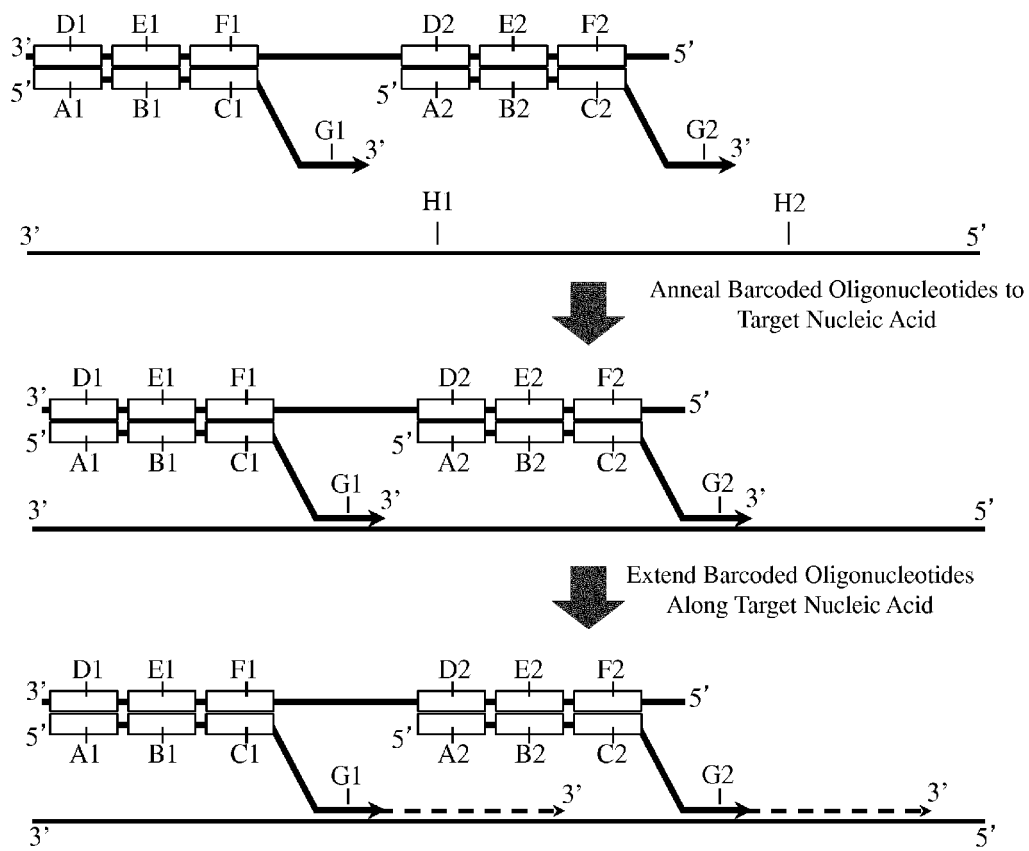 D1 E1 F1 D2 E2 F2
3’ 5’
5’ 5’
A1 B1 C1 A2 B2 C2
G1 3’ G2 3’
H1 H2
3’ 5’
Anneal Barcoded Oligonucleotides to
Target Nucleic Acid
D1 E1 F1 D2 E2 F2
3’ 5’
5’ 5’
A1 B1 C1 A2 B2 C2
G1 3’ G2 3’
3’ 5’
Extend Barcoded Oligonucleotides
Along Target Nucleic Acid
D1 E1 F1 D2 E2 F2
3’ 5’
5’ 5’
A1 B1 C1 A2 B2 C2
G1 3’ G2 3’
3’ 5’